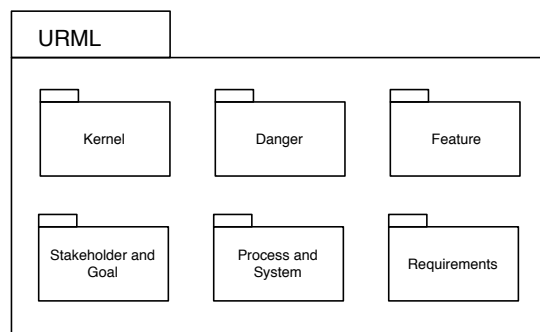 URML
Kernel
Danger
Feature
Stakeholder and
Goal
Process and
System
Requirements